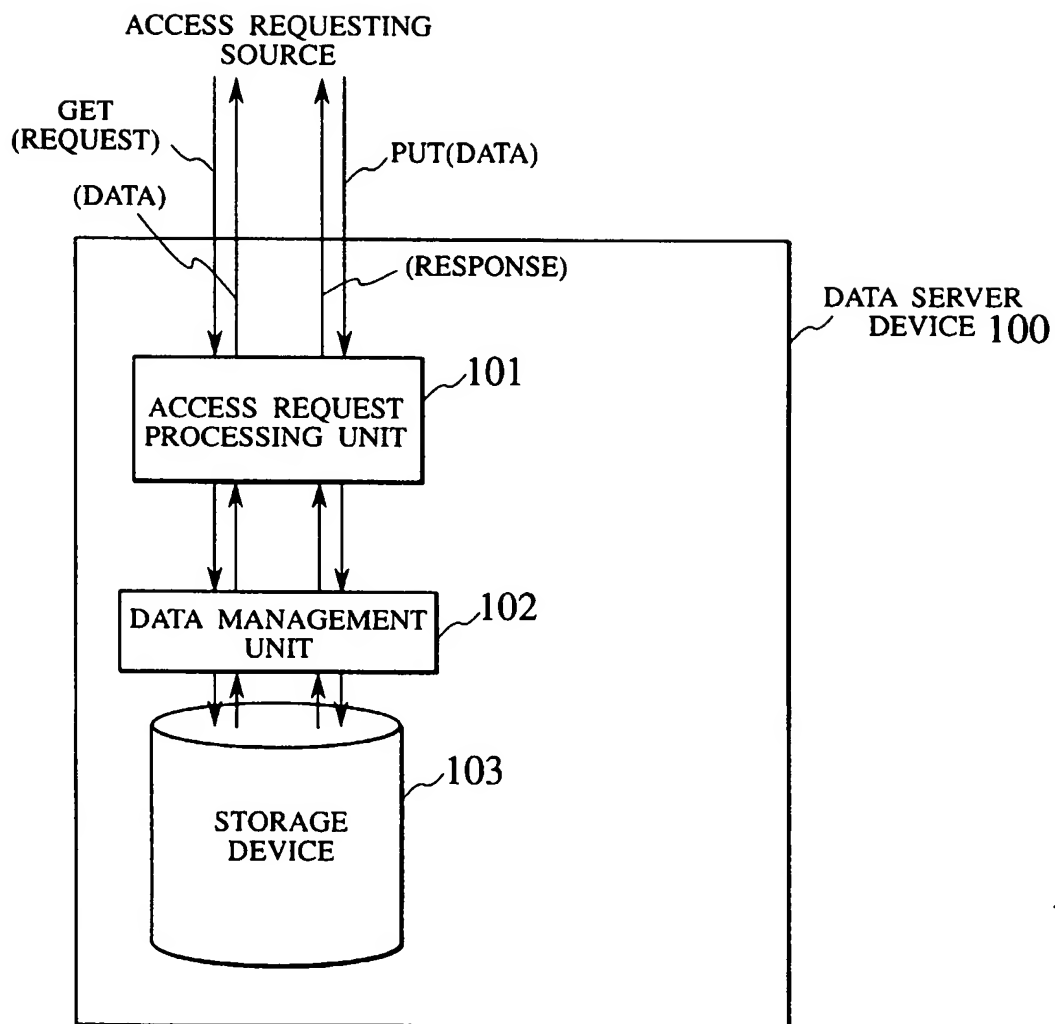 ACCESS REQUESTING
SOURCE
GET
(REQUEST)
PUT(DATA)
(DATA)
(RESPONSE)
DATA SERVER
DEVICE 100
101
ACCESS REQUEST
PROCESSING UNIT
102
DATA MANAGEMENT
UNIT
103
STORAGE
DEVICE